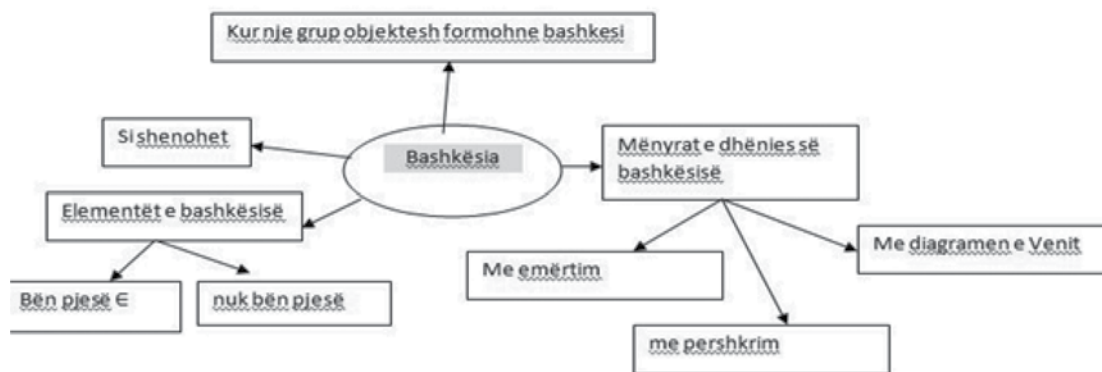 Kur nje grup objektesh formohne bashkesi
Si shenohet
Bashkësia
Mënyrat e dhënies së
bashkësisë
Elementët e bashkësisë
Me diagramen e Venit
Me emërtim
Bën pjesë ∈
nuk bën pjesë
me pershkrim